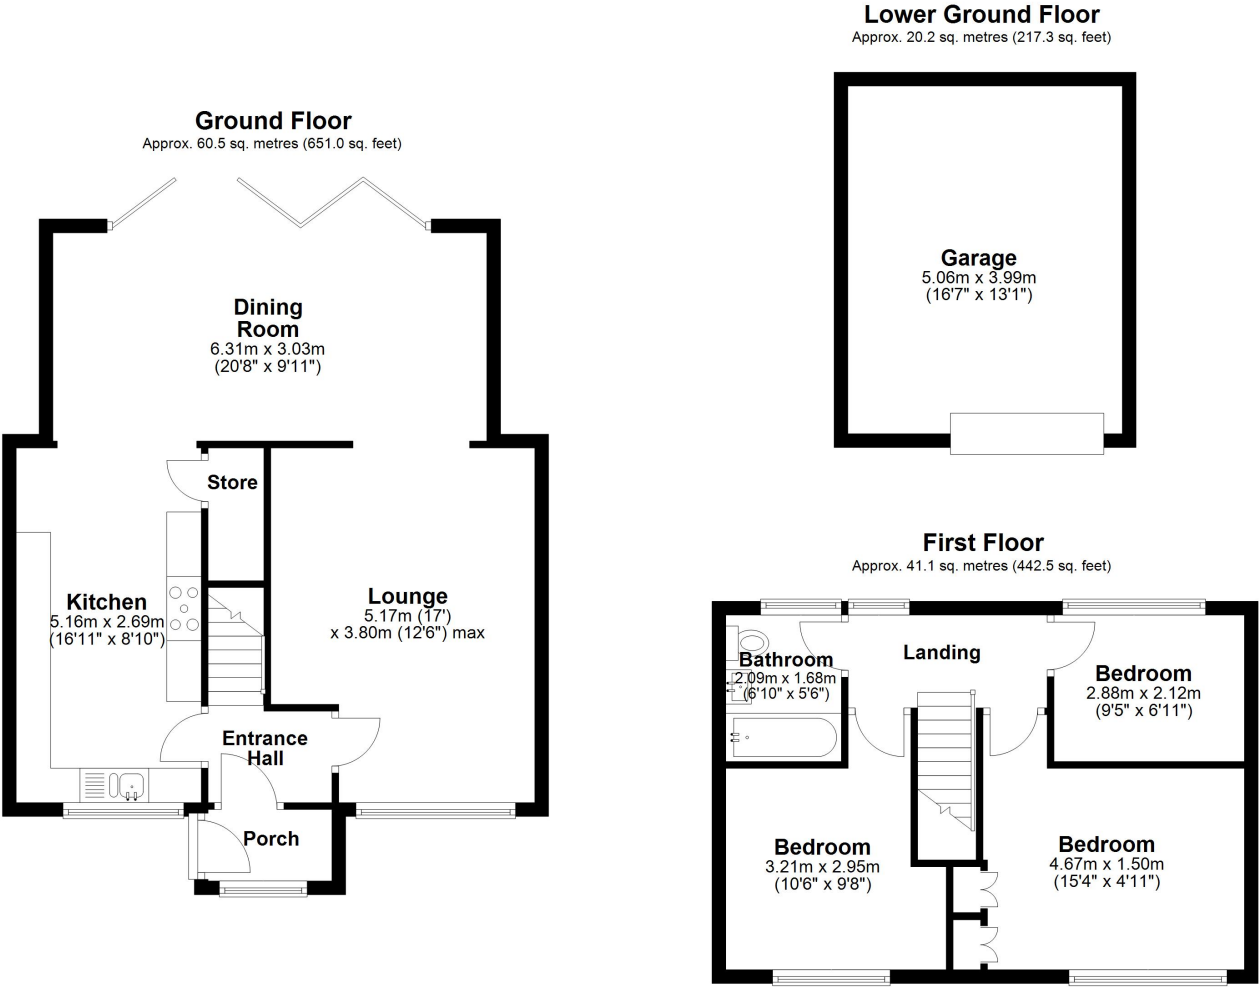 Lower Ground Floor
Approx. 20.2 sq. metres (217.3 sq. feet)
Garage
5.06m x 3.99m
(16'7" x 13'1")
Ground Floor
Approx. 60.5 sq. metres (651.0 sq. feet)
Dining
Room
6.31m x 3.03m
(20'8" x 9'11")
Store
Kitchen
5.16m x 2.69m
(16'11" x 8'10")
Lounge
5.17m (17')
x 3.80m (12'6") max
Entrance
Hall
Porch
First Floor
Approx. 41.1 sq. metres (442.5 sq. feet)
Bathroom
2.09m x 1.68m
(6'10" x 5'6")
Landing
Bedroom
2.88m x 2.12m
(9'5" x 6'11")
Bedroom
3.21m x 2.95m
(10'6" x 9'8")
Bedroom
4.67m x 1.50m
(15'4" x 4'11")